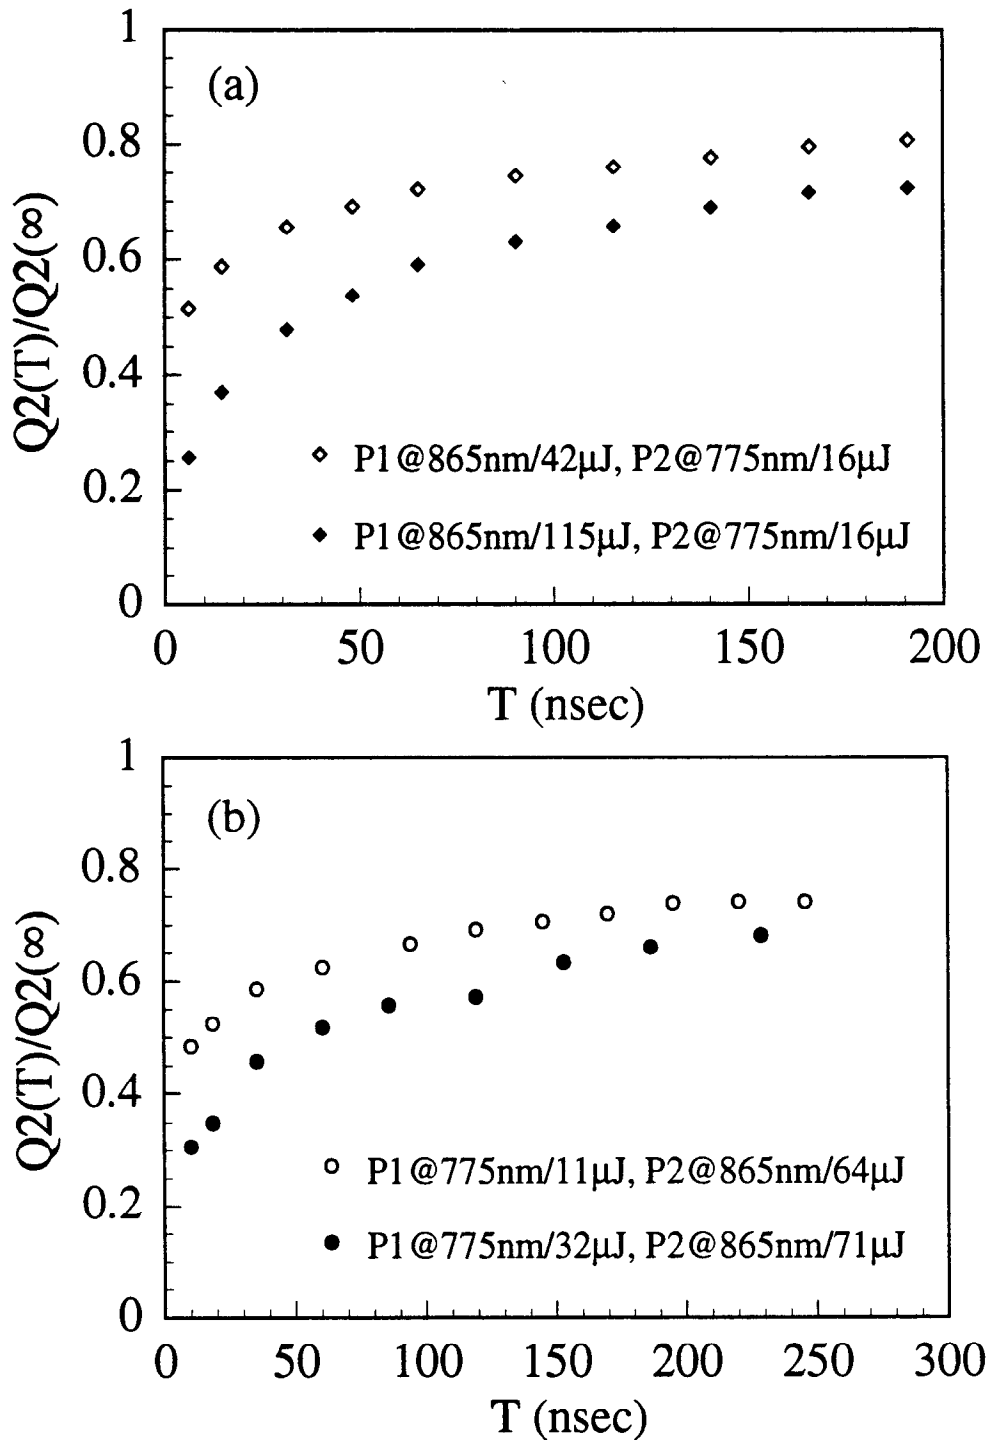 1
(a)
0.8
0.6
0.4
0.2
0
Q2(T)/Q2(∞)
P1@865nm/42μJ, P2@775nm/16μJ
P1@865nm/115μJ, P2@775nm/16μJ
0 50 100 150 200
T (nsec)
1
(b)
0.8
0.6
0.4
0.2
0
Q2(T)/Q2(∞)
P1@775nm/11μJ, P2@865nm/64μJ
P1@775nm/32μJ, P2@865nm/71μJ
0 50 100 150 200 250 300
T (nsec)